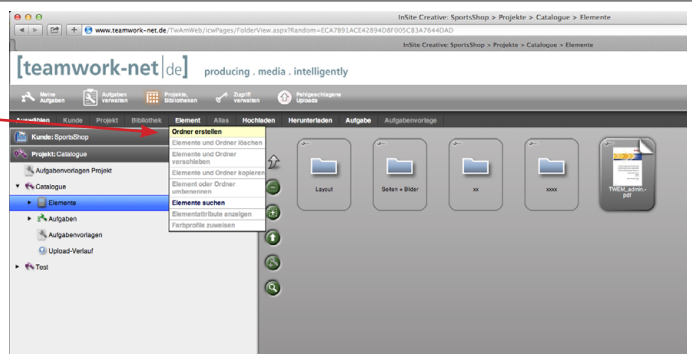 InSite Creative: SportsShop > Projekte > Catalogue > Elemente
www.teamwork-net.de/TwAmWeb/icwPages/FolderView.aspx?Random=ECA7B91ACE42894D8F005C83A7644DAD
InSite Creative: SportsShop > Projekte > Catalogue > Elemente
[teamwork-net|de] producing . media . intelligently
Meine Aufgaben
Aufgaben verwalten
Projekte, Bibliotheken
Zugriff verwalten
Fehlgeschlagene Uploads
Auswählen Kunde Projekt Bibliothek Element Alias Hochladen Herunterladen Aufgabe Aufgabenvorlage
Kunde: SportsShop
Projekt: Catalogue
Aufgabenvorlagen Projekt
Catalogue
Elemente
Aufgaben
Aufgabenvorlagen
Upload-Verlauf
Test
Ordner erstellen
Elemente und Ordner löschen
Elemente und Ordner
verschieben
Elemente und Ordner kopieren
Element oder Ordner
umbenennen
Elemente suchen
Elementattribute anzeigen
Farbprofile zuweisen
Layout
Seiten + Bilder
xx
xxxx
TWEM_admin.-
pdf